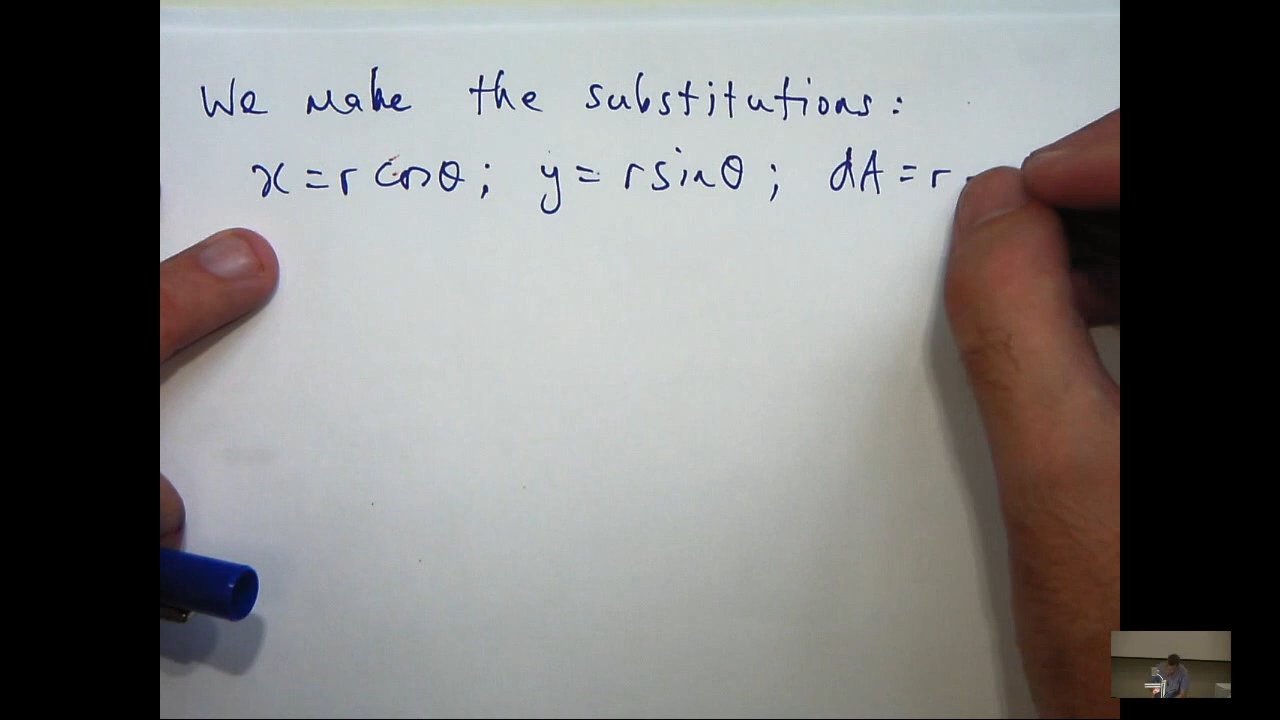 We make the substitutions:
x = r cos θ; y = r sin θ; dA = r